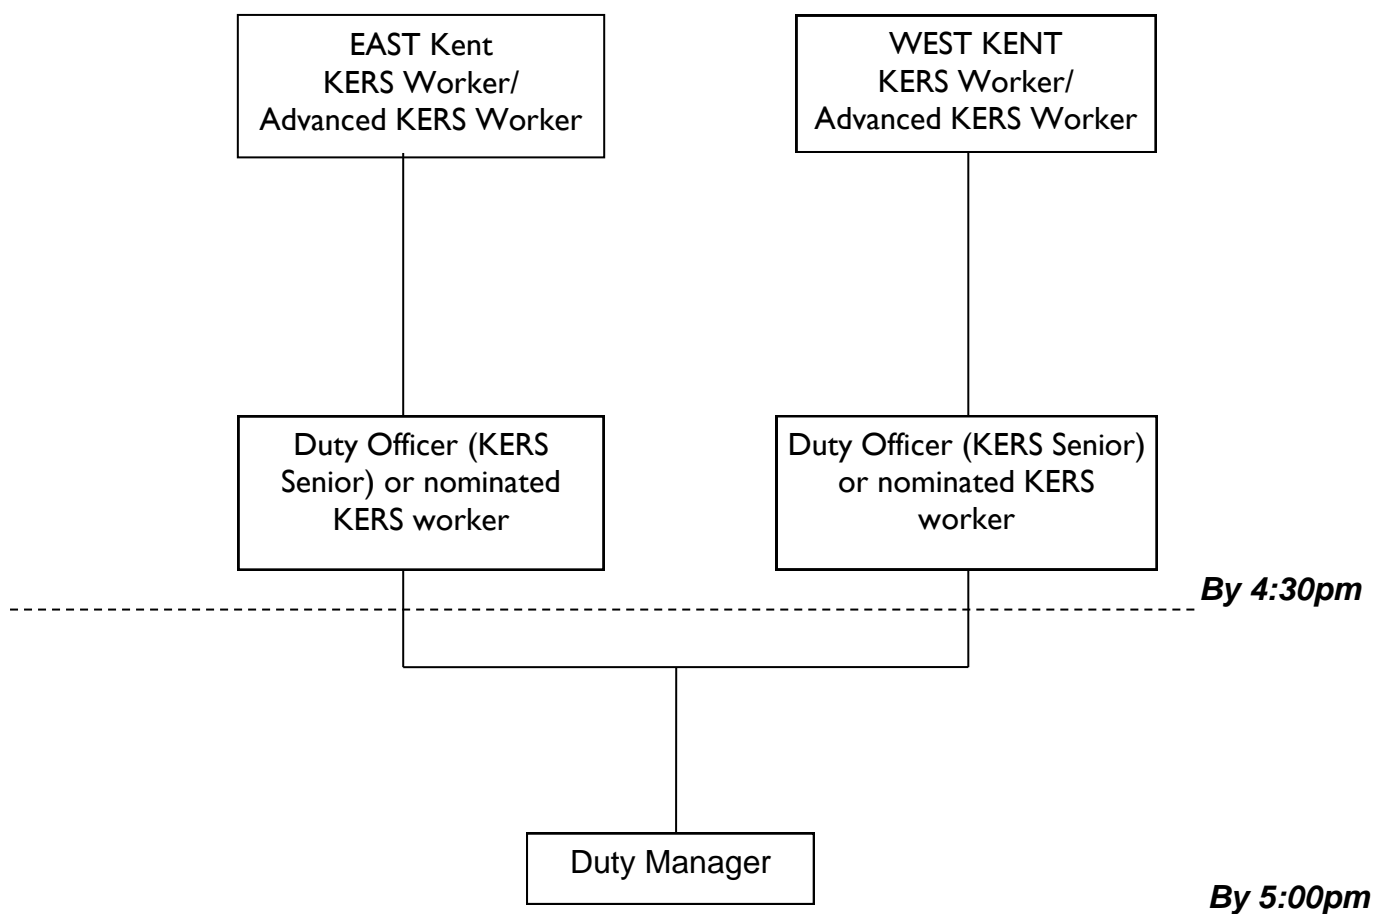 EAST Kent
KERS Worker/
Advanced KERS Worker
WEST KENT
KERS Worker/
Advanced KERS Worker
Duty Officer (KERS
Senior) or nominated
KERS worker
Duty Officer (KERS Senior)
or nominated KERS
worker
By 4:30pm
Duty Manager
By 5:00pm